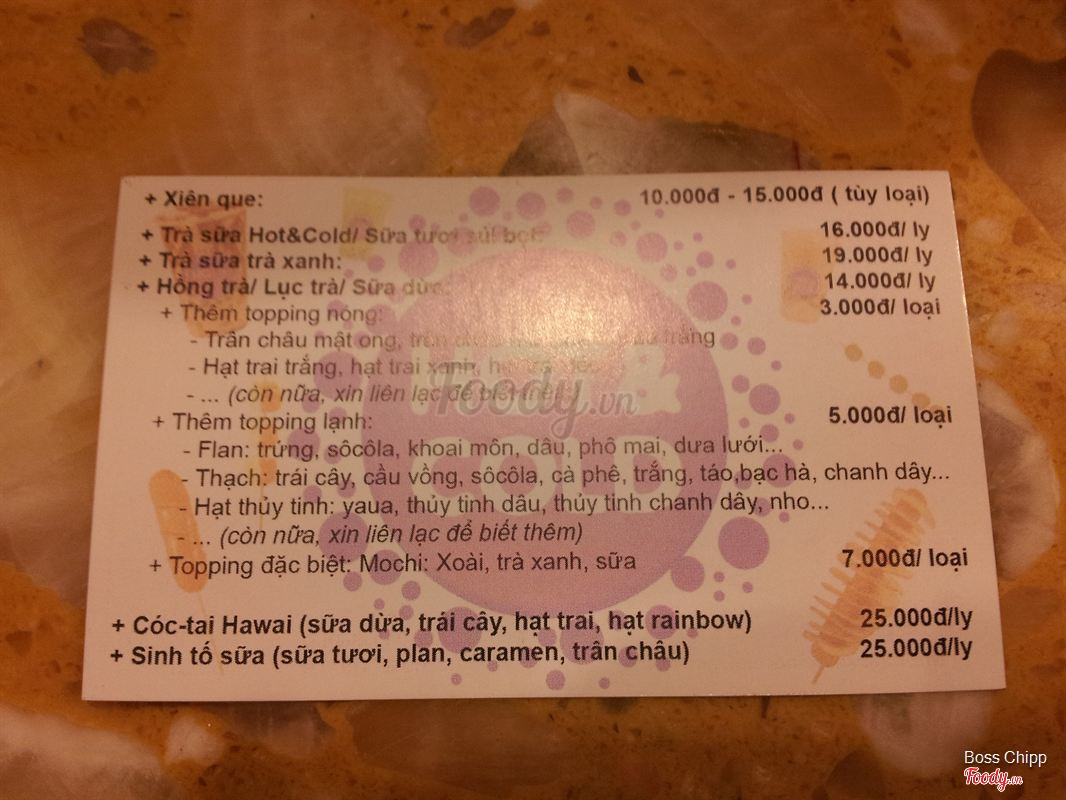 + Xiên que: 10.000đ - 15.000đ ( tùy loại)
+ Trà sữa Hot&Cold/ Sữa tươi sủi bọt: 16.000đ/ ly
+ Trà sữa trà xanh: 19.000đ/ ly
+ Hồng trà/ Lục trà/ Sữa dừa: 14.000đ/ ly
+ Thêm topping nóng: 3.000đ/ loại
- Trân châu mật ong, trắng
- Hạt trai trắng, hạt trai xanh,
- ... (còn nữa, xin liên lạc để biết thêm)
+ Thêm topping lạnh: 5.000đ/ loại
- Flan: trứng, sôcôla, khoai môn, dâu, phô mai, dưa lưới...
- Thạch: trái cây, cầu vồng, sôcôla, cà phê, trắng, táo,bạc hà, chanh dây...
- Hạt thủy tinh: yaua, thủy tinh dâu, thủy tinh chanh dây, nho...
- ... (còn nữa, xin liên lạc để biết thêm)
+ Topping đặc biệt: Mochi: Xoài, trà xanh, sữa 7.000đ/ loại
+ Cóc-tai Hawai (sữa dừa, trái cây, hạt trai, hạt rainbow) 25.000đ/ly
+ Sinh tố sữa (sữa tươi, plan, caramen, trân châu) 25.000đ/ly
Foody.vn
Boss Chipp
Foody.vn